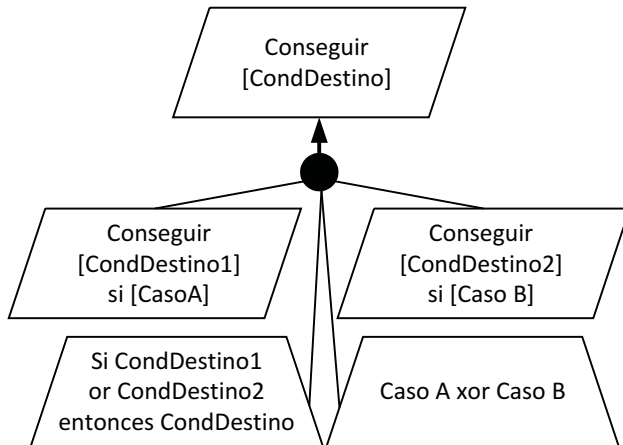 Conseguir
[CondDestino]
Conseguir
[CondDestino1]
si [CasoA]
Conseguir
[CondDestino2]
si [Caso B]
Si CondDestino1
or CondDestino2
entonces CondDestino
Caso A xor Caso B